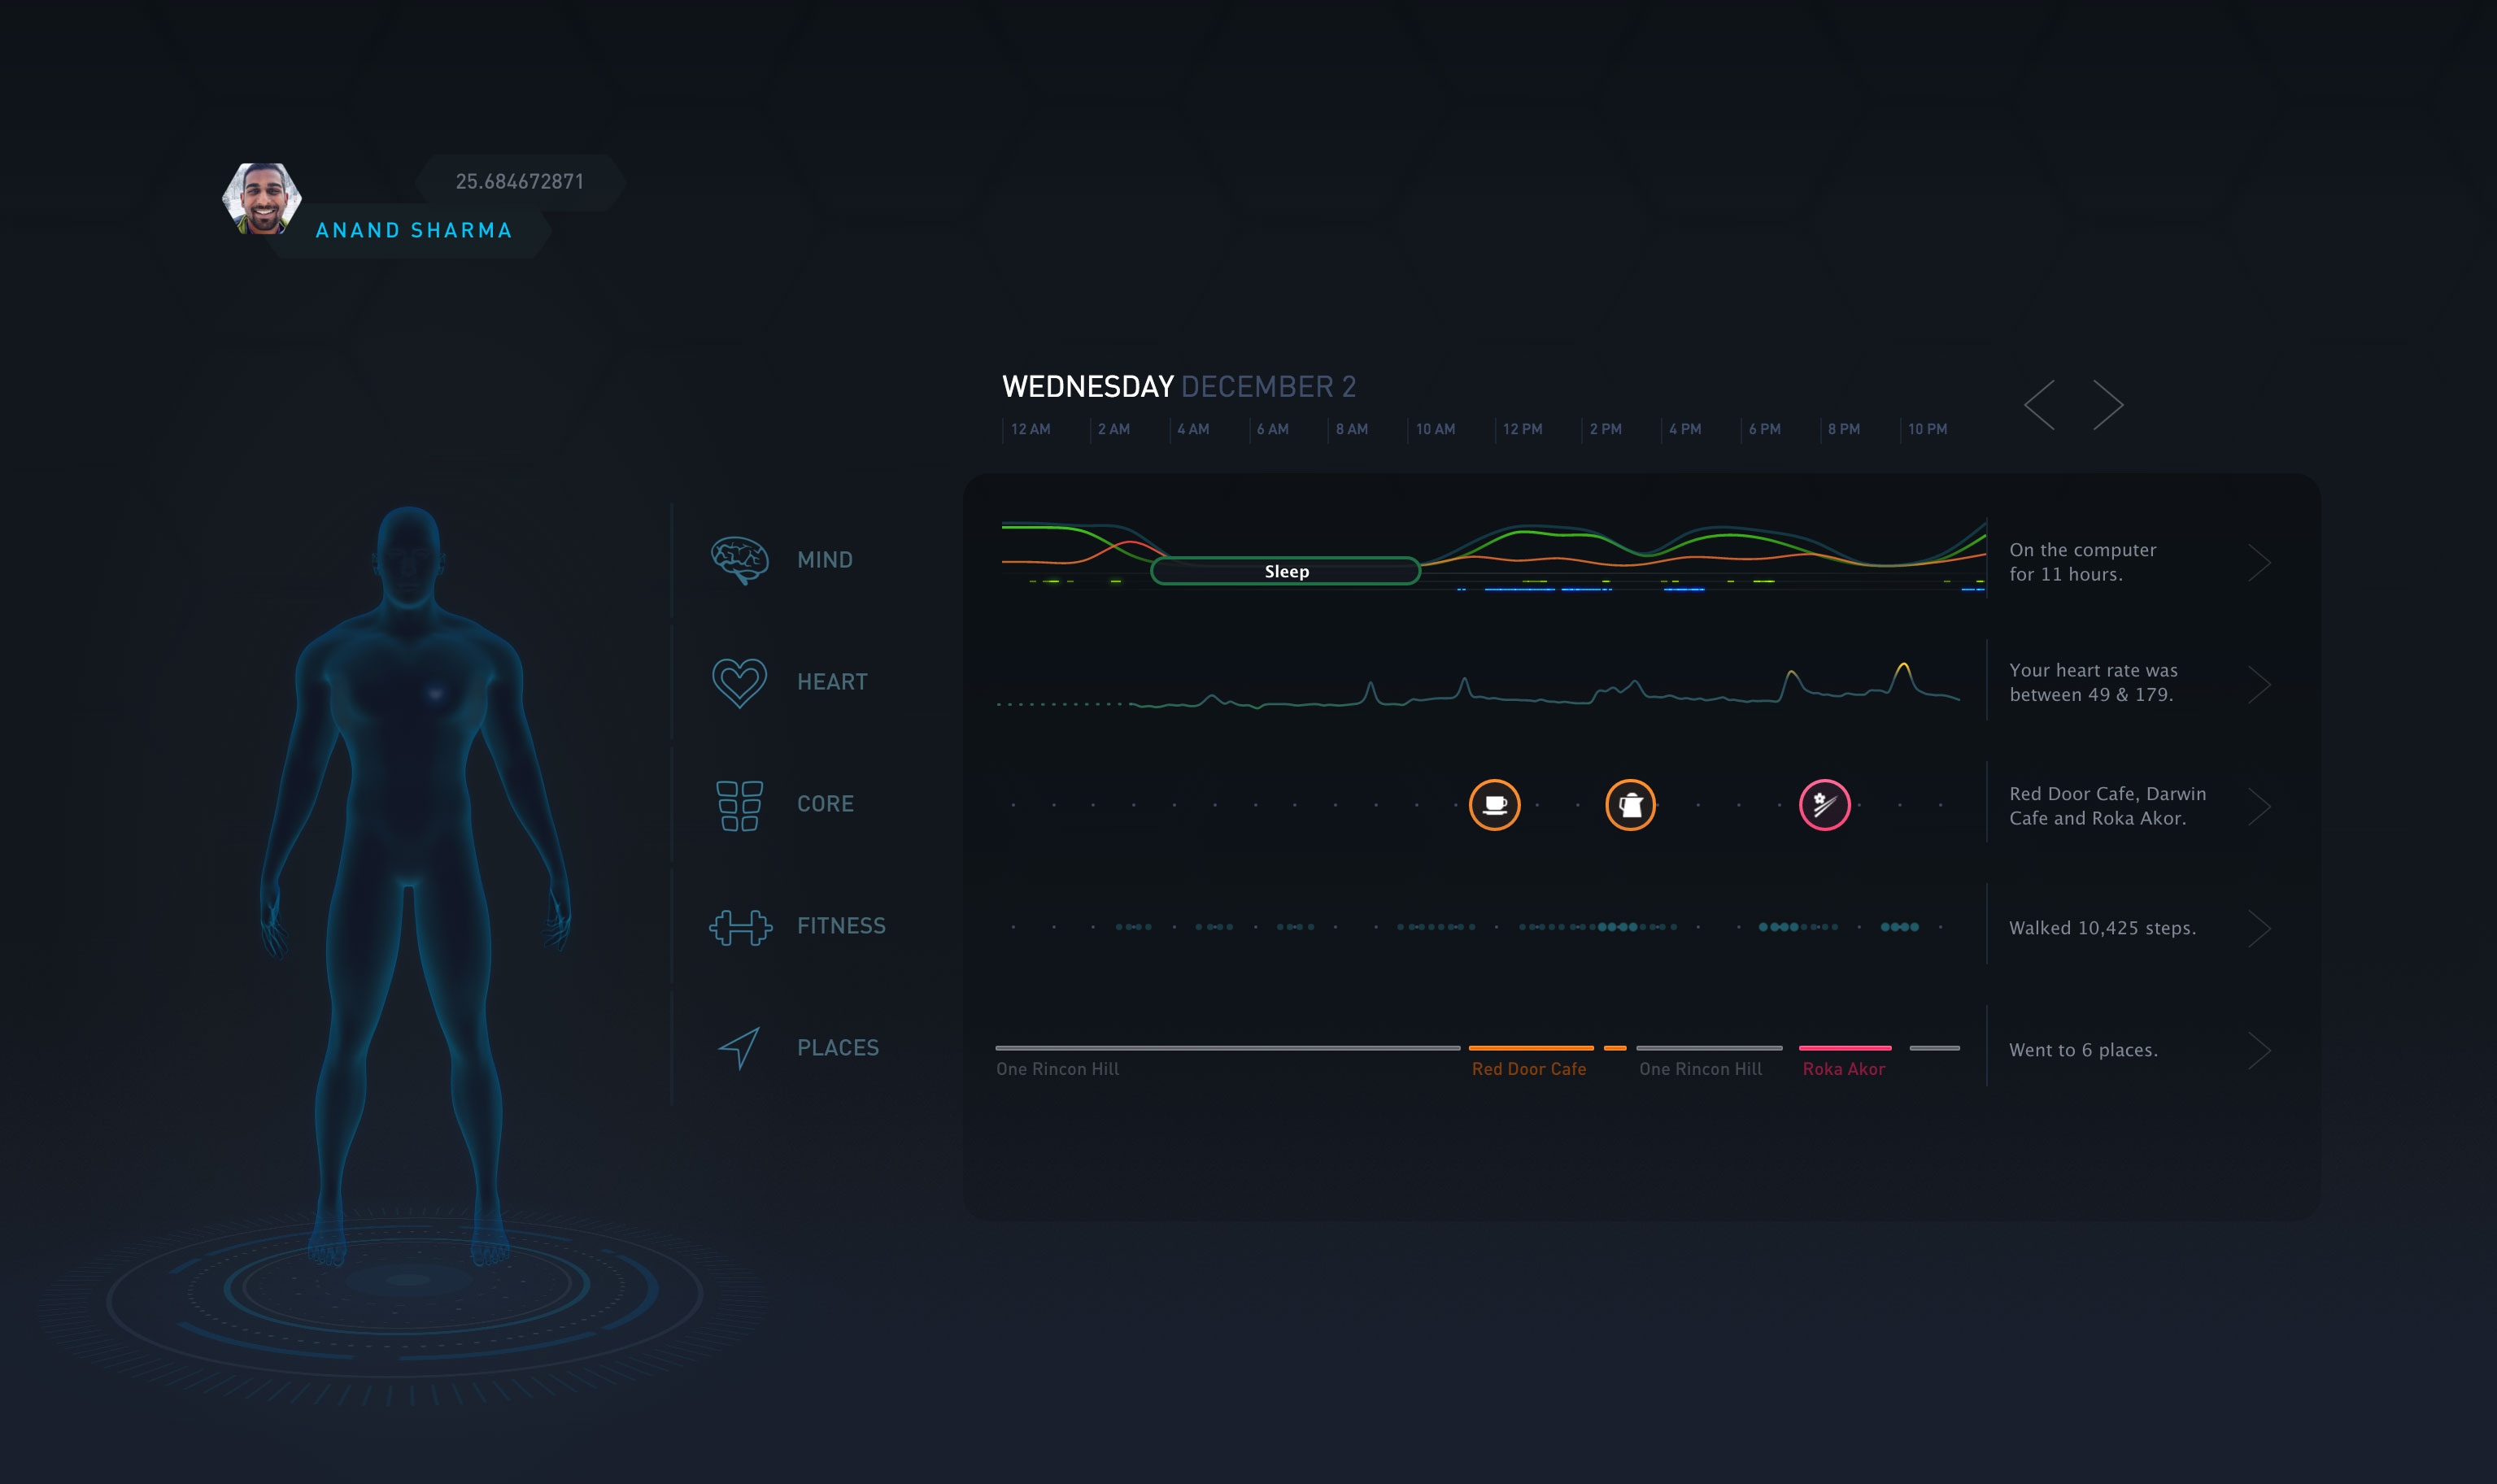 25.684672871
ANAND SHARMA
WEDNESDAY DECEMBER 2
12 AM 2 AM 4 AM 6 AM 8 AM 10 AM 12 PM 2 PM 4 PM 6 PM 8 PM 10 PM
MIND
Sleep
On the computer
for 11 hours.
HEART
Your heart rate was
between 49 & 179.
CORE
Red Door Cafe, Darwin
Cafe and Roka Akor.
FITNESS
Walked 10,425 steps.
PLACES
One Rincon Hill Red Door Cafe One Rincon Hill Roka Akor
Went to 6 places.